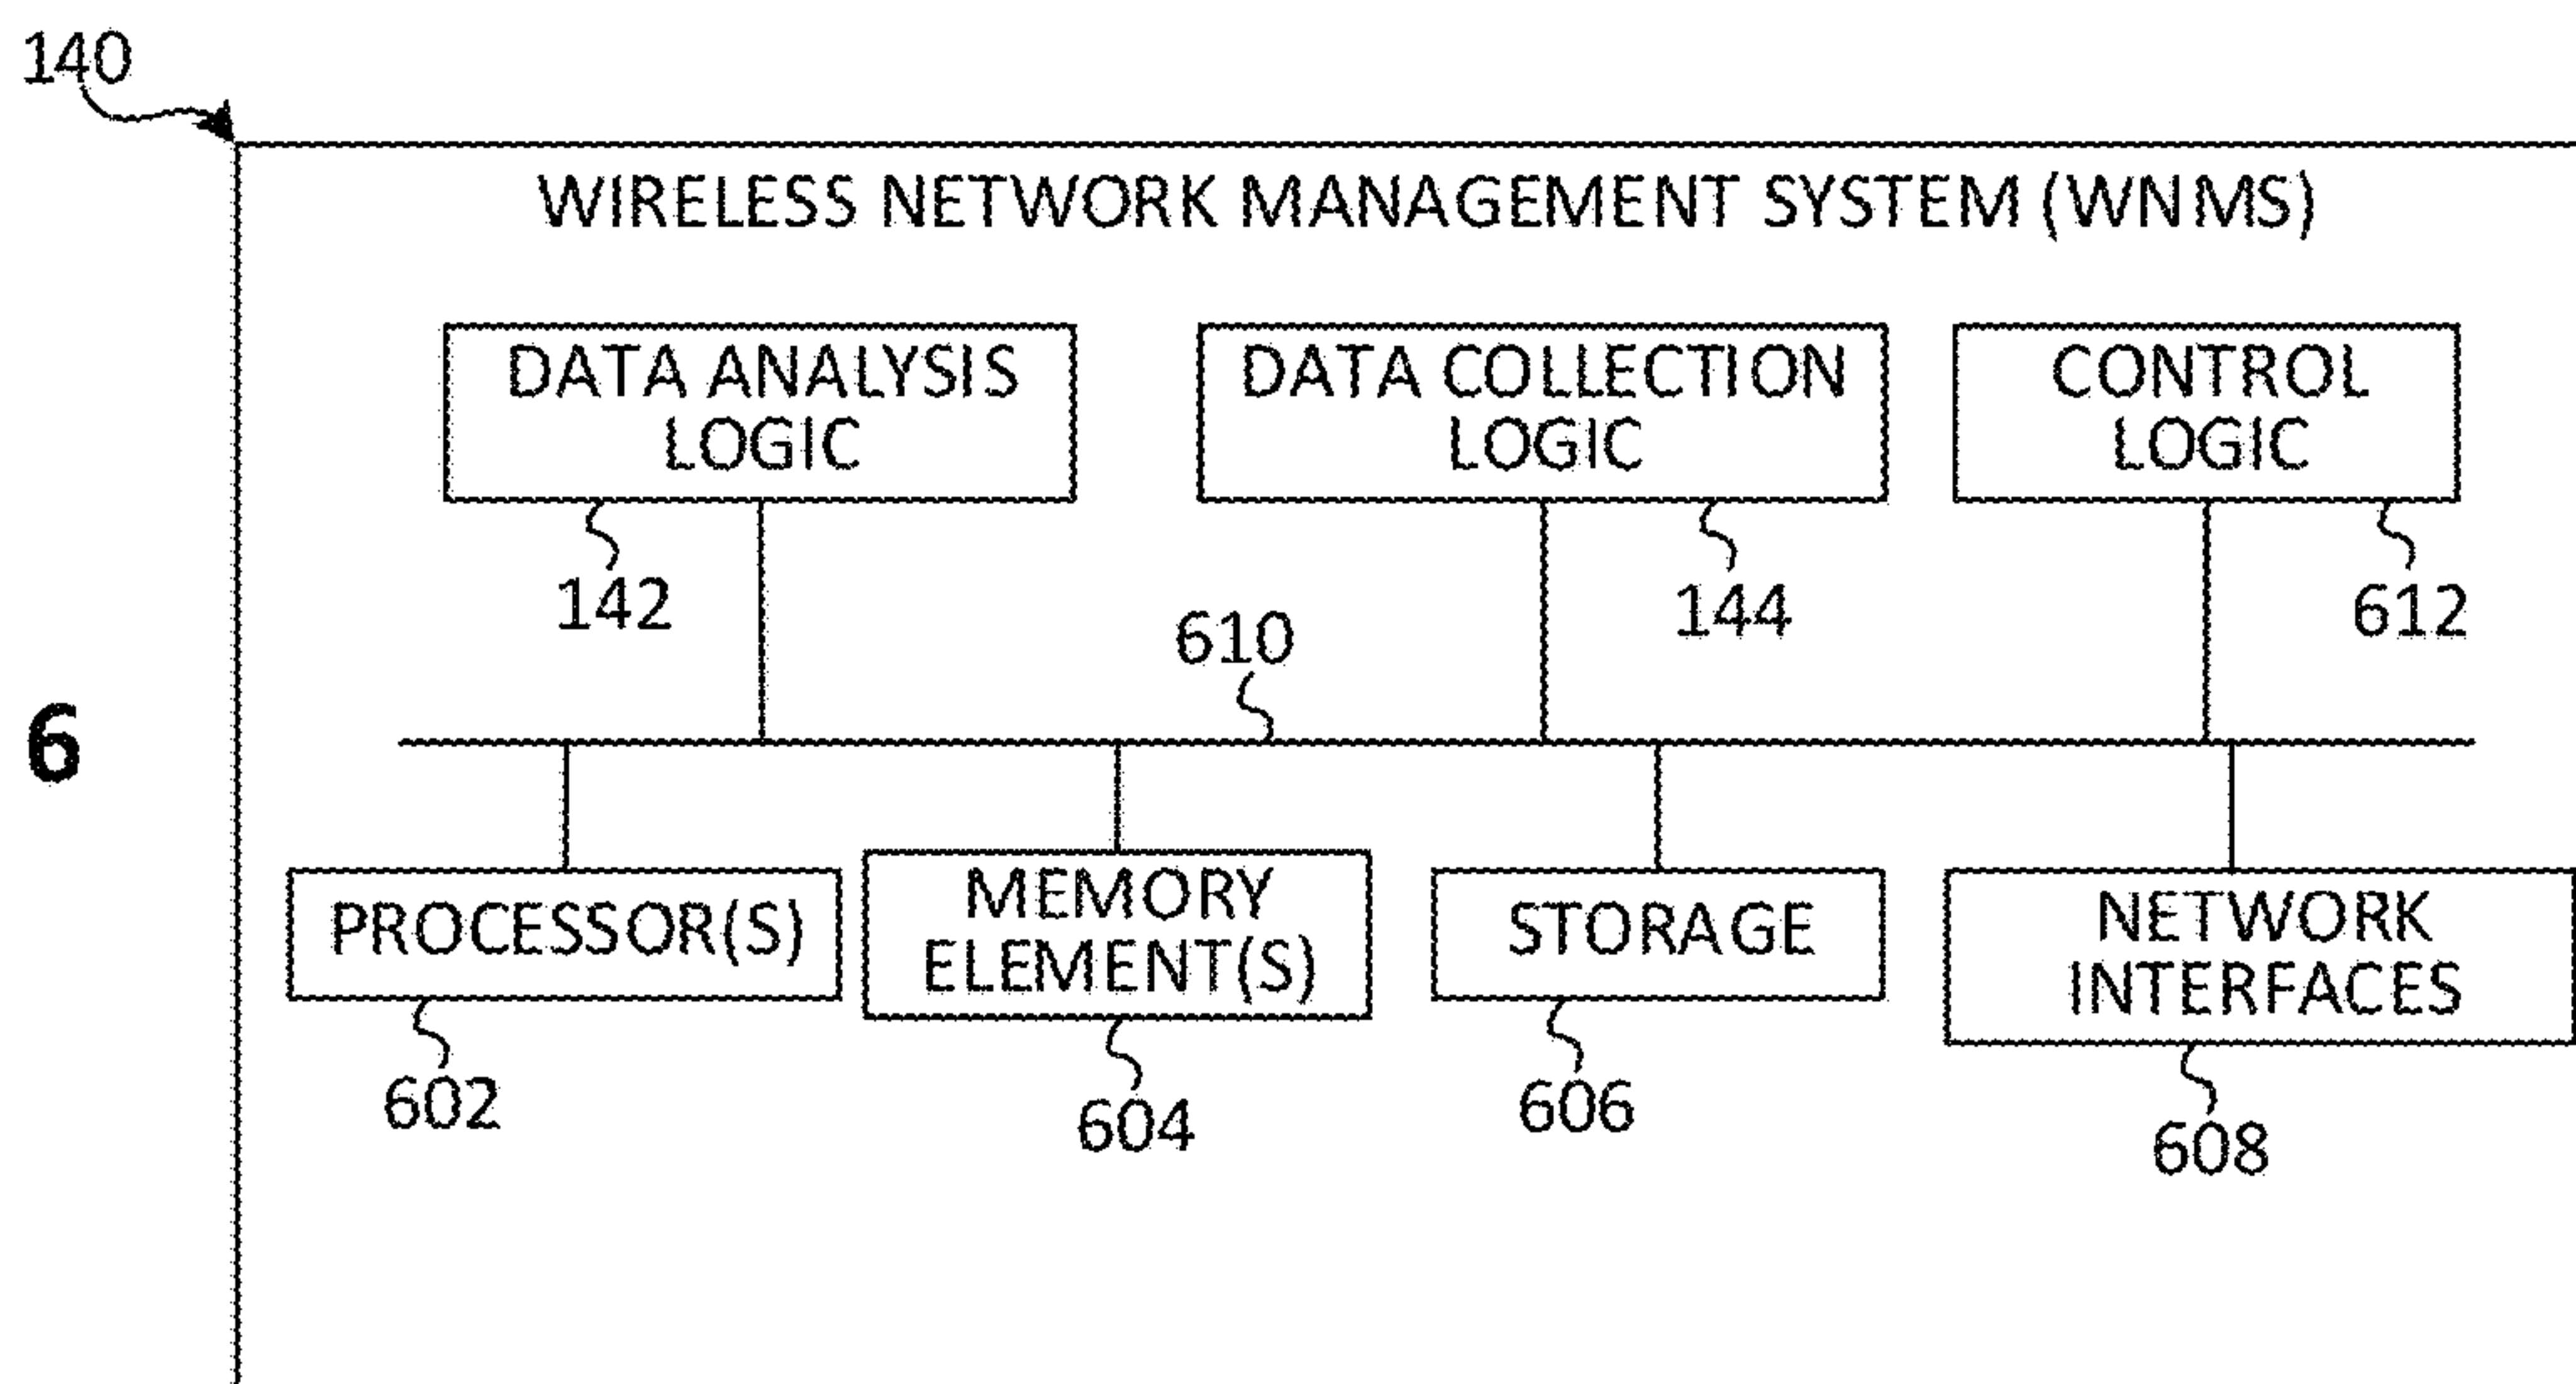 140
WIRELESS NETWORK MANAGEMENT SYSTEM (WNMS)
DATA ANALYSIS
LOGIC
DATA COLLECTION
LOGIC
CONTROL
LOGIC
142
144
612
610
6
PROCESSOR(S)
MEMORY
ELEMENT(S)
STORAGE
NETWORK
INTERFACES
602
604
606
608